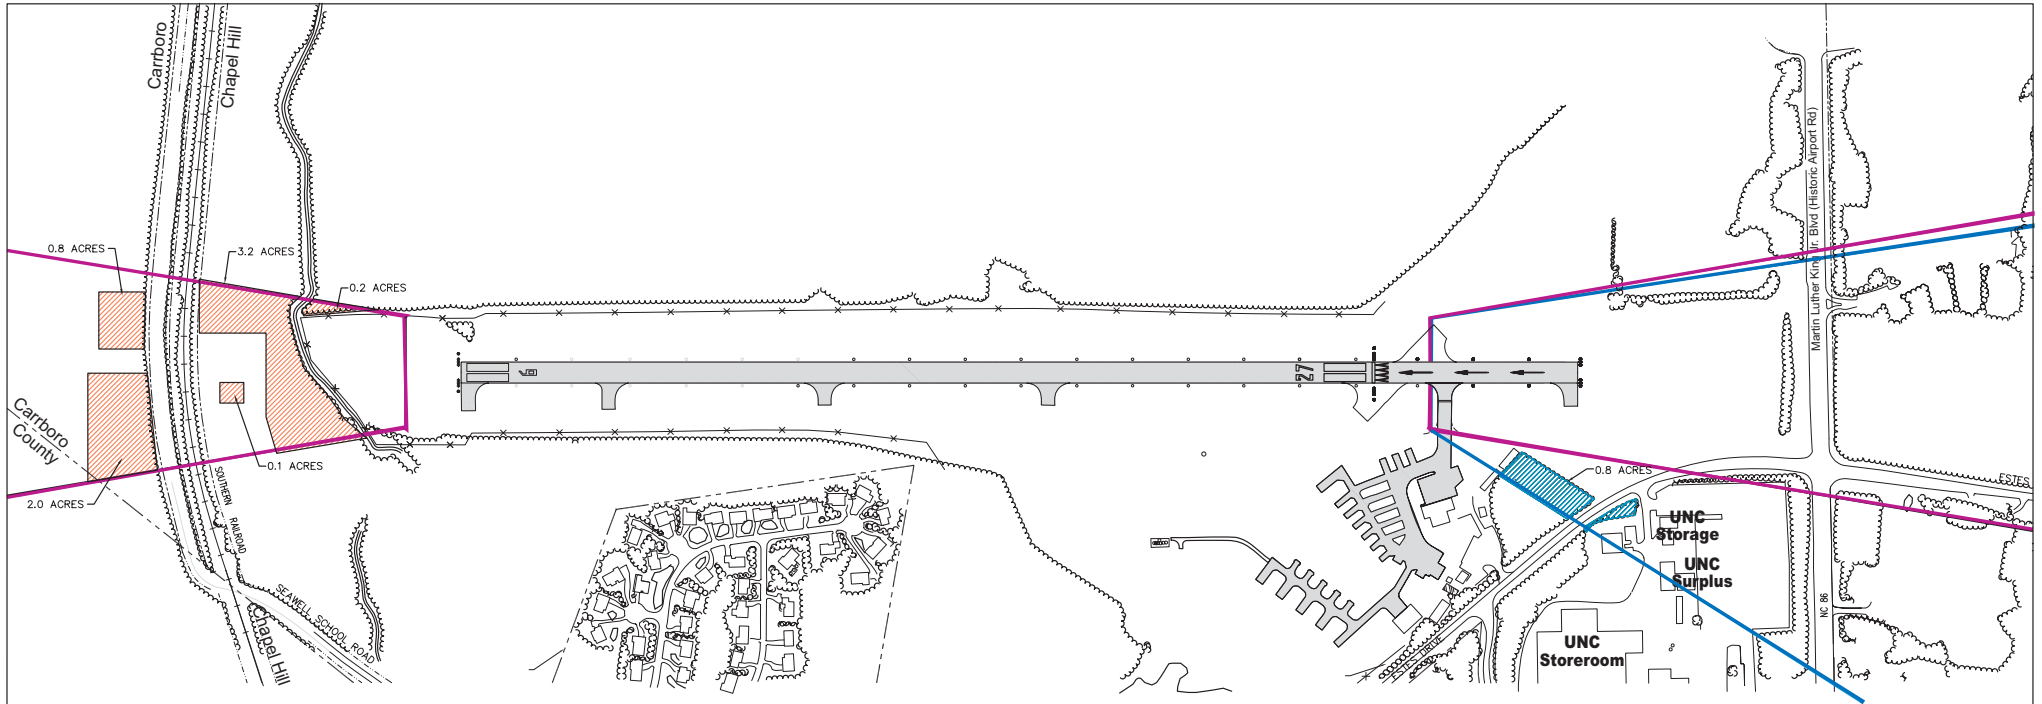 Carrboro
Chapel Hill
Martin Luther King Jr. Blvd (Historic Airport Rd)
0.8 ACRES
3.2 ACRES
0.2 ACRES
9
27
Carrboro
County
0.1 ACRES
2.0 ACRES
SOUTHERN RAILROAD
0.8 ACRES
ESTES
UNC
Storage
UNC
Surplus
SEAWELL SCHOOL ROAD
Chapel Hill
NC 86
UNC
Storeroom
DRIVE